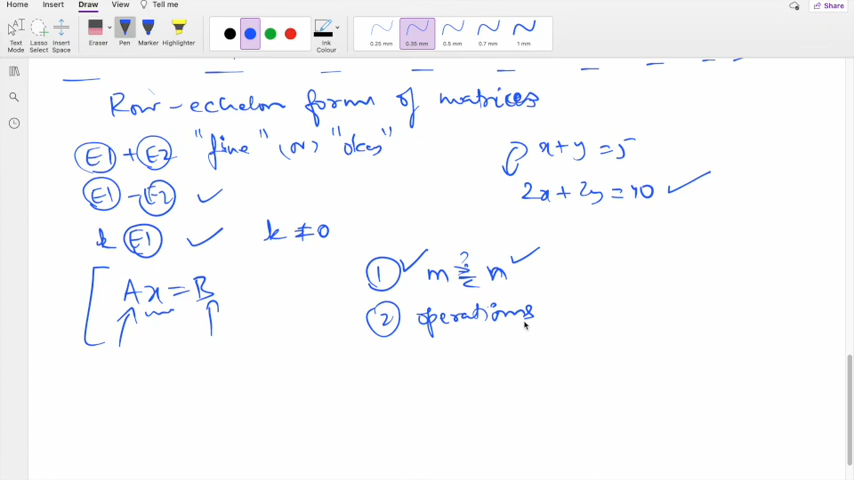 Home Insert Draw View Tell me Share
Text Mode Lasso Select Insert Space Eraser Pen Marker Highlighter Ink Colour 0.25 mm 0.35 mm 0.5 mm 0.7 mm 1 mm
Row-echelon forms of matrices
E1 + E2 "fine" (or) "okay"
x+y = 5
E1 - E2 ✓
2x + 2y = 10 ✓
k E1 ✓ k ≠ 0
Ax = B
1 ✓ m n ✓
2 operations